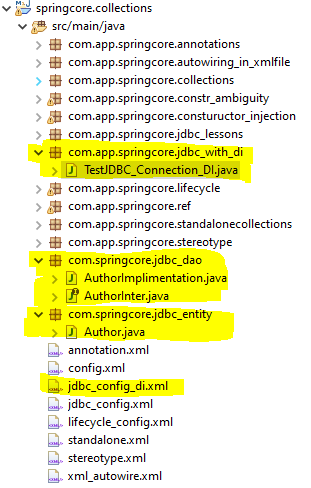 springcore.collections
src/main/java
com.app.springcore.annotations
com.app.springcore.autowiring_in_xmlfile
com.app.springcore.collections
com.app.springcore.constr_ambiguity
com.app.springcore.consturuct​or_injection
com.app.springcore.jdbc_lessons
com.app.springcore.jdbc_with_di
TestJDBC_Connection_DI.java
com.app.springcore.lifecycle
com.app.springcore.ref
com.app.springcore.standalonecollections
com.app.springcore.stereotype
com.springcore.jdbc_dao
AuthorImplimentation.java
AuthorInter.java
com.springcore.jdbc_entity
Author.java
annotation.xml
config.xml
jdbc_config_di.xml
jdbc_config.xml
lifecycle_config.xml
standalone.xml
stereotype.xml
xml_autowire.xml